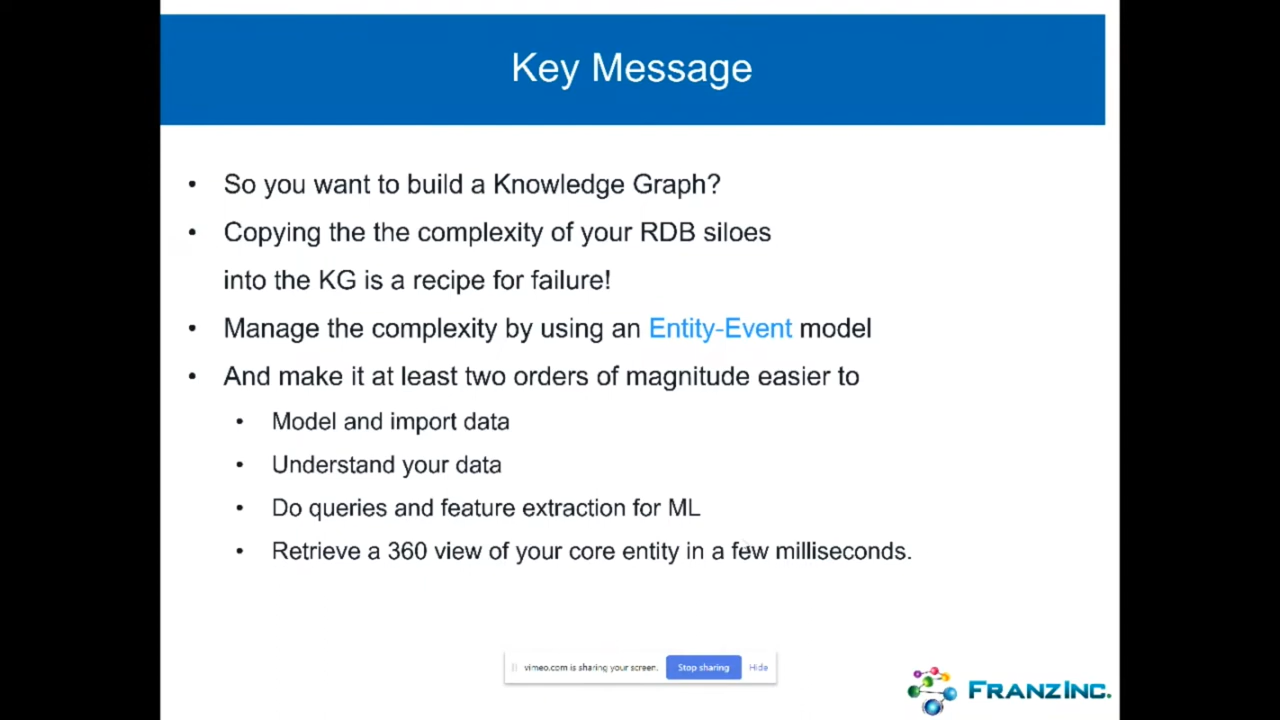 Key Message
• So you want to build a Knowledge Graph?
• Copying the the complexity of your RDB siloes
into the KG is a recipe for failure!
• Manage the complexity by using an Entity-Event model
• And make it at least two orders of magnitude easier to
• Model and import data
• Understand your data
• Do queries and feature extraction for ML
• Retrieve a 360 view of your core entity in a few milliseconds.
vimeo.com is sharing your screen. Stop sharing Hide
FRANZINC.